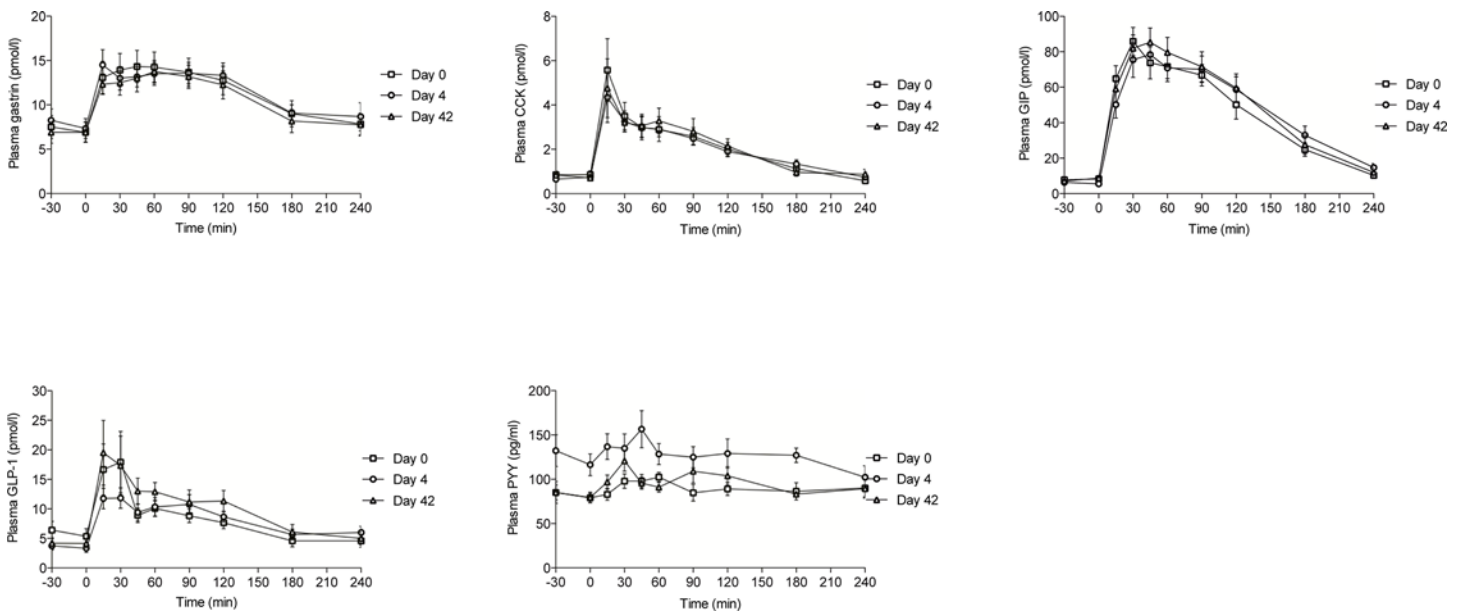 Plasma gastrin (pmol/l)
20
15
10
5
0
-30 0 30 60 90 120 150 180 210 240
Time (min)
Day 0
Day 4
Day 42
Plasma CCK (pmol/l)
8
6
4
2
0
-30 0 30 60 90 120 150 180 210 240
Time (min)
Day 0
Day 4
Day 42
Plasma GIP (pmol/l)
100
80
60
40
20
0
-30 0 30 60 90 120 150 180 210 240
Time (min)
Day 0
Day 4
Day 42
Plasma GLP-1 (pmol/l)
30
25
20
15
10
5
0
-30 0 30 60 90 120 150 180 210 240
Time (min)
Day 0
Day 4
Day 42
Plasma PYY (pg/ml)
200
150
100
50
0
-30 0 30 60 90 120 150 180 210 240
Time (min)
Day 0
Day 4
Day 42